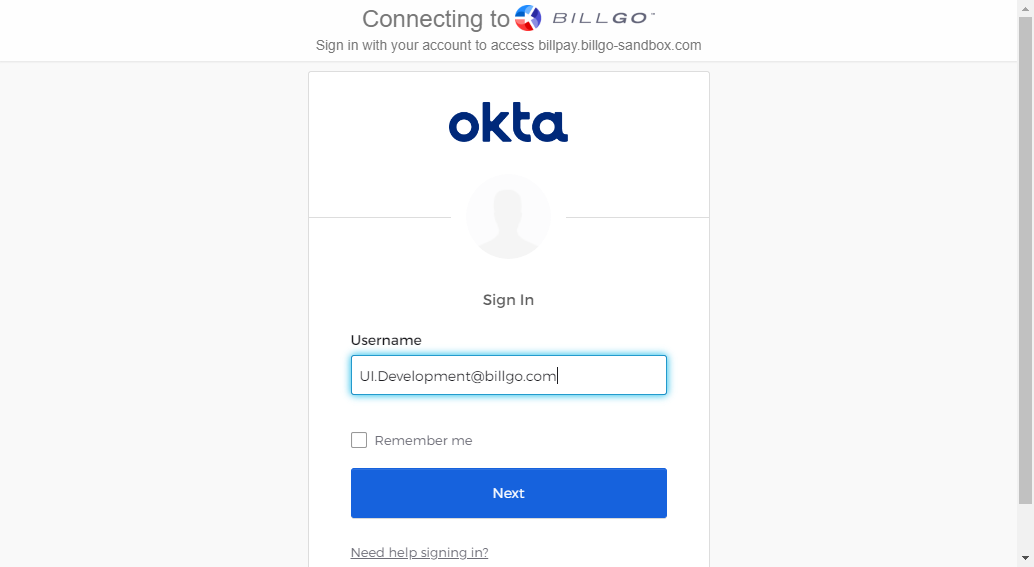 Connecting to BILLGO™
Sign in with your account to access billpay.billgo-sandbox.com
okta
Sign In
Username
UI.Development@billgo.com
Remember me
Next
Need help signing in?